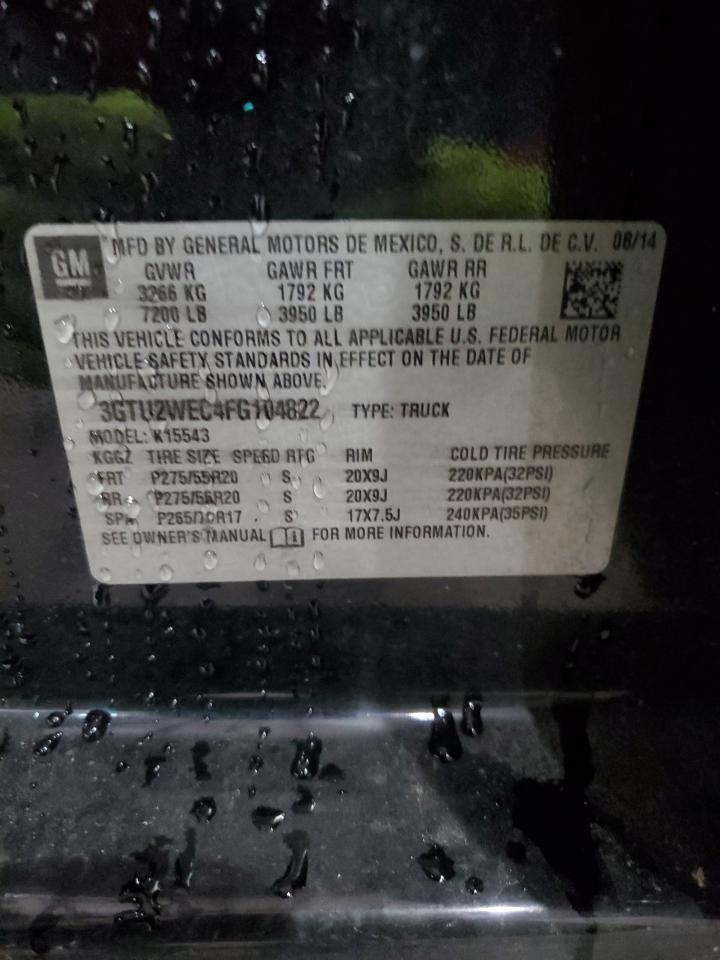 GM
MFD BY GENERAL MOTORS DE MEXICO, S. DE R.L. DE C.V. 08/14
GVWR GAWR FRT GAWR RR
3266 KG 1792 KG 1792 KG
7200 LB 3950 LB 3950 LB
THIS VEHICLE CONFORMS TO ALL APPLICABLE U.S. FEDERAL MOTOR
VEHICLE SAFETY STANDARDS IN EFFECT ON THE DATE OF
MANUFACTURE SHOWN ABOVE.
3GTU2WEC4FG104822 TYPE: TRUCK
MODEL: K15543
KGGZ TIRE SIZE SPEED RTG RIM COLD TIRE PRESSURE
FRT P275/55R20 S 20X9J 220KPA(32PSI)
RR P275/55R20 S 20X9J 220KPA(32PSI)
SPA P265/70R17 S 17X7.5J 240KPA(35PSI)
SEE OWNER'S MANUAL FOR MORE INFORMATION.